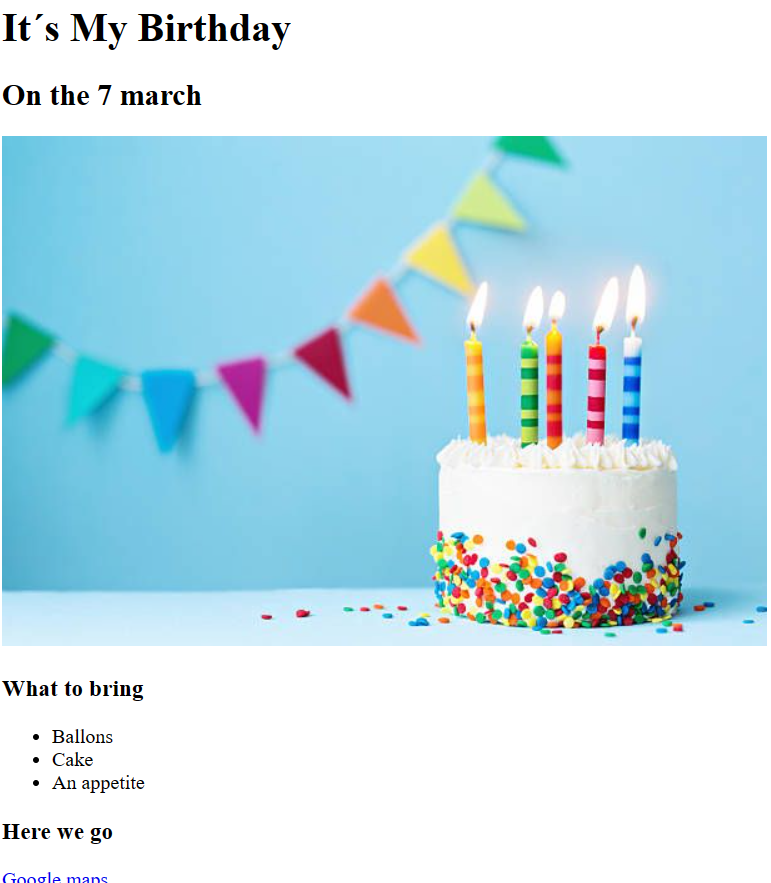 It´s My Birthday
On the 7 march
What to bring
Ballons
Cake
An appetite
Here we go
Google maps